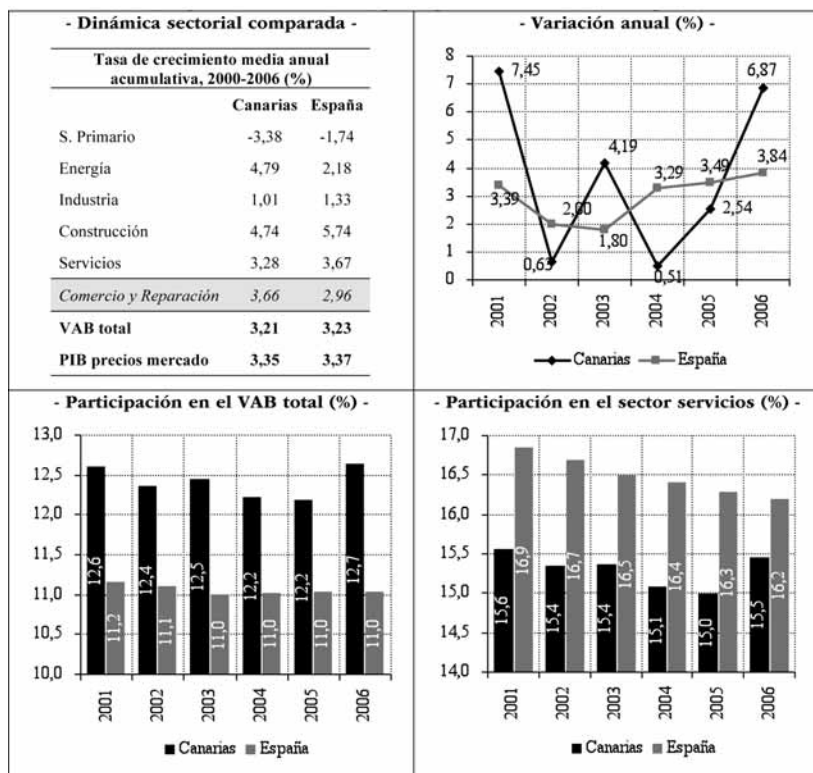 - Dinámica sectorial comparada -
Tasa de crecimiento media anual
acumulativa, 2000-2006 (%)
Canarias España
S. Primario -3,38 -1,74
Energía 4,79 2,18
Industria 1,01 1,33
Construcción 4,74 5,74
Servicios 3,28 3,67
Comercio y Reparación 3,66 2,96
VAB total 3,21 3,23
PIB precios mercado 3,35 3,37
- Variación anual (%) -
8
7
6
5
4
3
2
1
0
7,45
0,63
4,19
0,51
2,54
6,87
3,39
2,00
1,80
3,29
3,49
3,84
2001 2002 2003 2004 2005 2006
Canarias España
- Participación en el VAB total (%) -
13,0
12,5
12,0
11,5
11,0
10,5
10,0
12,6 11,2 12,4 11,1 12,5 11,0 12,2 11,0 12,2 11,0 12,7 11,0
2001 2002 2003 2004 2005 2006
Canarias España
- Participación en el sector servicios (%) -
17,0
16,5
16,0
15,5
15,0
14,5
14,0
15,6 16,9 15,4 16,7 15,4 16,5 15,1 16,4 15,0 16,3 15,5 16,2
2001 2002 2003 2004 2005 2006
Canarias España